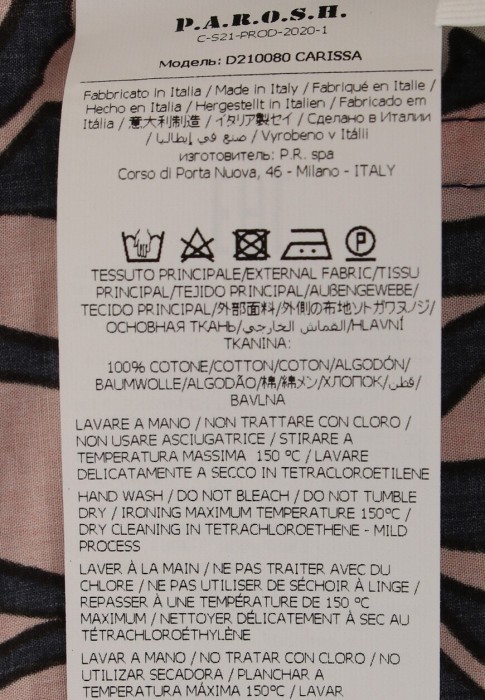 P.A.R.O.S.H.
C-S21-PROD-2020-1
Модель: D210080 CARISSA
Fabbricato in Italia / Made in Italy / Fabriqué en Italie /
Hecho en Italia / Hergestellt in Italien / Fabricado em
Itália / 意大利制造 / イタリア製セイ / Сделано в Италии
/ صنع في إيطاليا / Vyrobeno v Itálii
изготовитель: P.R. spa
Corso di Porta Nuova, 46 - Milano - ITALY
P
TESSUTO PRINCIPALE/EXTERNAL FABRIC/TISSU
PRINCIPAL/TEJIDO PRINCIPAL/AUßENGEWEBE/
TECIDO PRINCIPAL/外部面料/外側の布地ソトガワヌノジ/
ОСНОВНАЯ ТКАНЬ/القماش الخارجي/HLAVNÍ
TKANINA:
100% COTONE/COTTON/COTON/ALGODÓN/
BAUMWOLLE/ALGODÃO/棉/綿メン/ХЛОПОК/قطن/
BAVLNA
LAVARE A MANO / NON TRATTARE CON CLORO /
NON USARE ASCIUGATRICE / STIRARE A
TEMPERATURA MASSIMA 150 ºC / LAVARE
DELICATAMENTE A SECCO IN TETRACLOROETILENE
HAND WASH / DO NOT BLEACH / DO NOT TUMBLE
DRY / IRONING MAXIMUM TEMPERATURE 150ºC /
DRY CLEANING IN TETRACHLOROETHENE - MILD
PROCESS
LAVER À LA MAIN / NE PAS TRAITER AVEC DU
CHLORE / NE PAS UTILISER DE SÉCHOIR À LINGE /
REPASSER À UNE TEMPÉRATURE DE 150 ºC
MAXIMUM / NETTOYER DÉLICATEMENT À SEC AU
TÉTRACHLOROÉTHYLÈNE
LAVAR A MANO / NO TRATAR CON CLORO / NO
UTILIZAR SECADORA / PLANCHAR A
TEMPERATURA MÁXIMA 150ºC / LAVAR